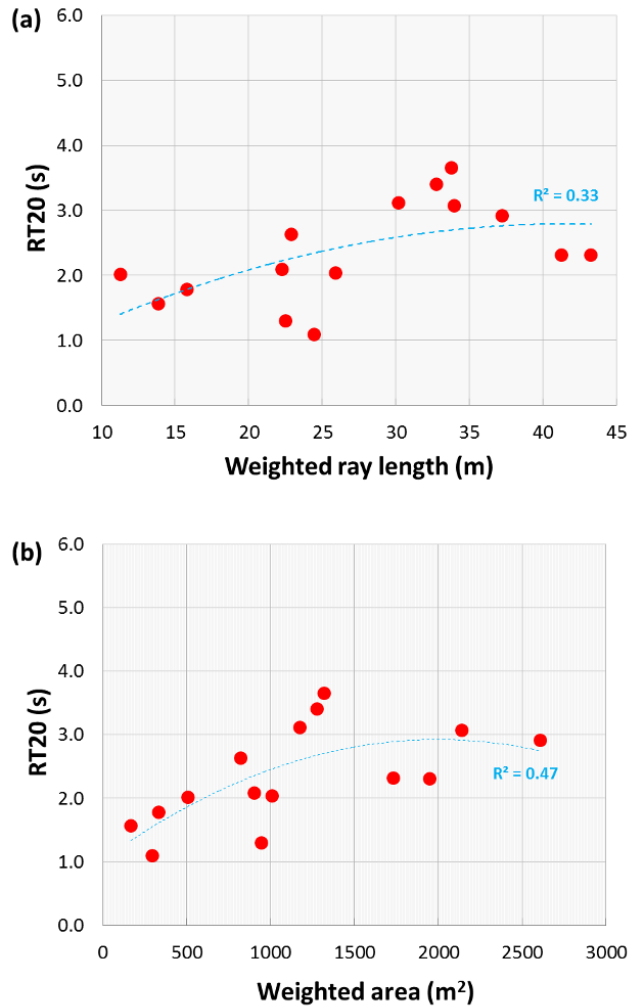 (a)
6.0
5.0
4.0
3.0
2.0
1.0
0.0
RT20 (s)
R² = 0.33
10 15 20 25 30 35 40 45
Weighted ray length (m)
(b)
6.0
5.0
4.0
3.0
2.0
1.0
0.0
RT20 (s)
R² = 0.47
0 500 1000 1500 2000 2500 3000
Weighted area (m²)